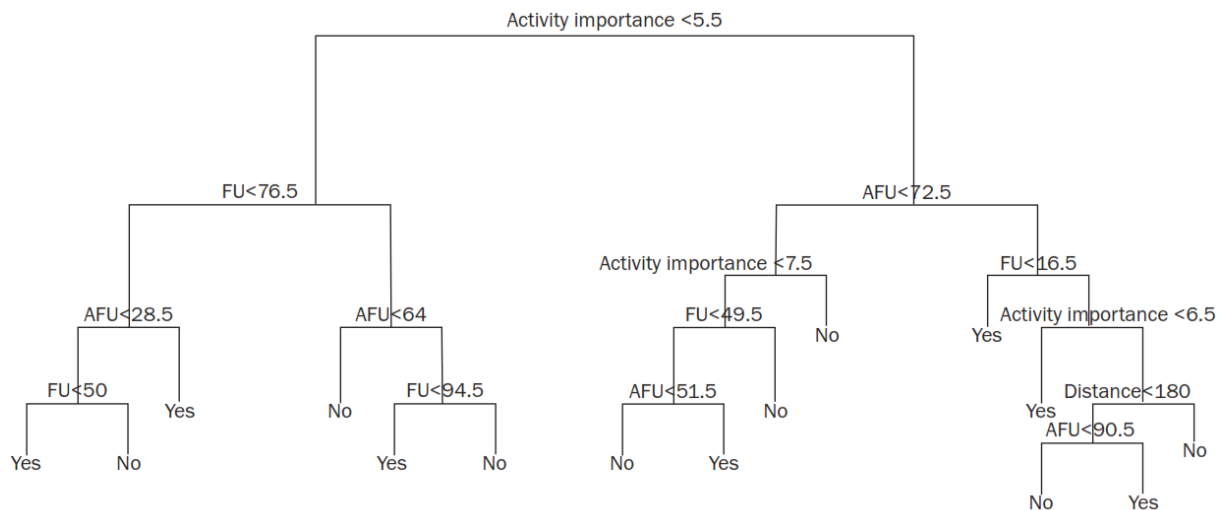 Activity importance <5.5
FU<76.5
AFU<72.5
Activity importance <7.5
FU<16.5
AFU<28.5
AFU<64
FU<49.5
No
Yes
Activity importance <6.5
FU<50
Yes
No
FU<94.5
AFU<51.5
No
Yes
Distance<180
Yes
No
Yes
No
No
Yes
AFU<90.5
No
No
Yes